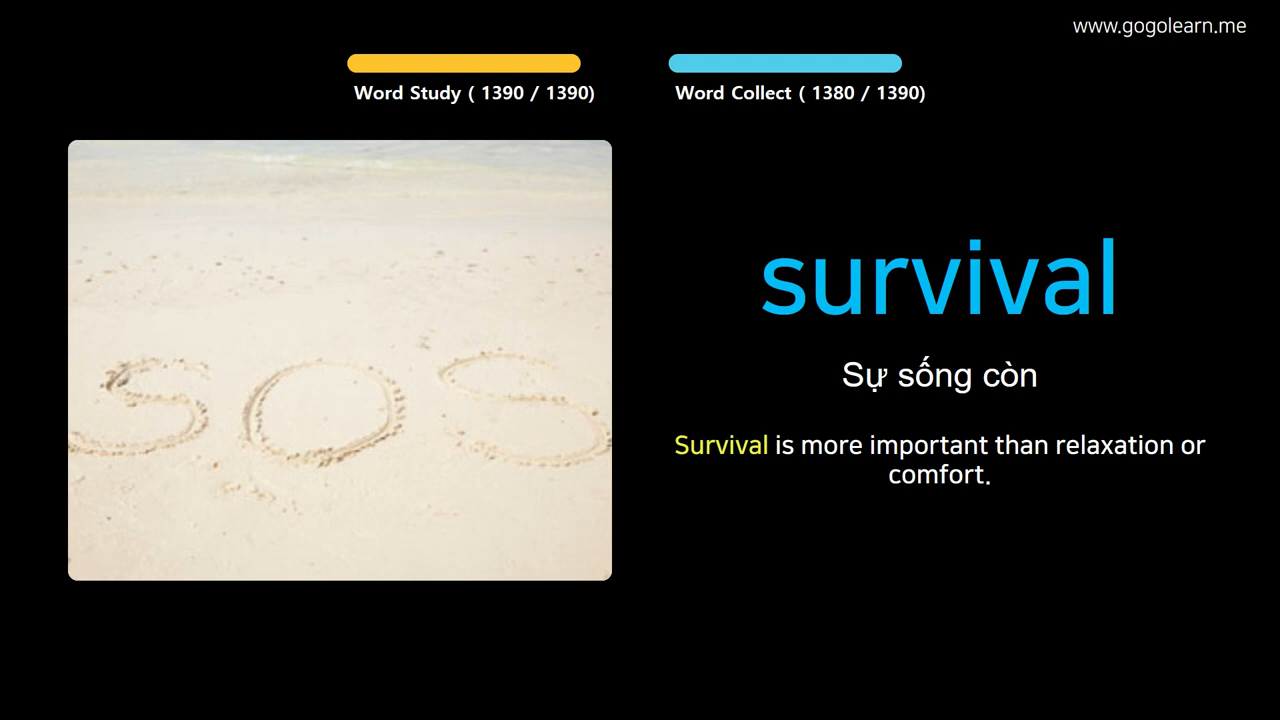 www.gogolearn.me
Word Study ( 1390 / 1390)
Word Collect ( 1380 / 1390)
SOS
survival
Sự sống còn
Survival is more important than relaxation or
comfort.